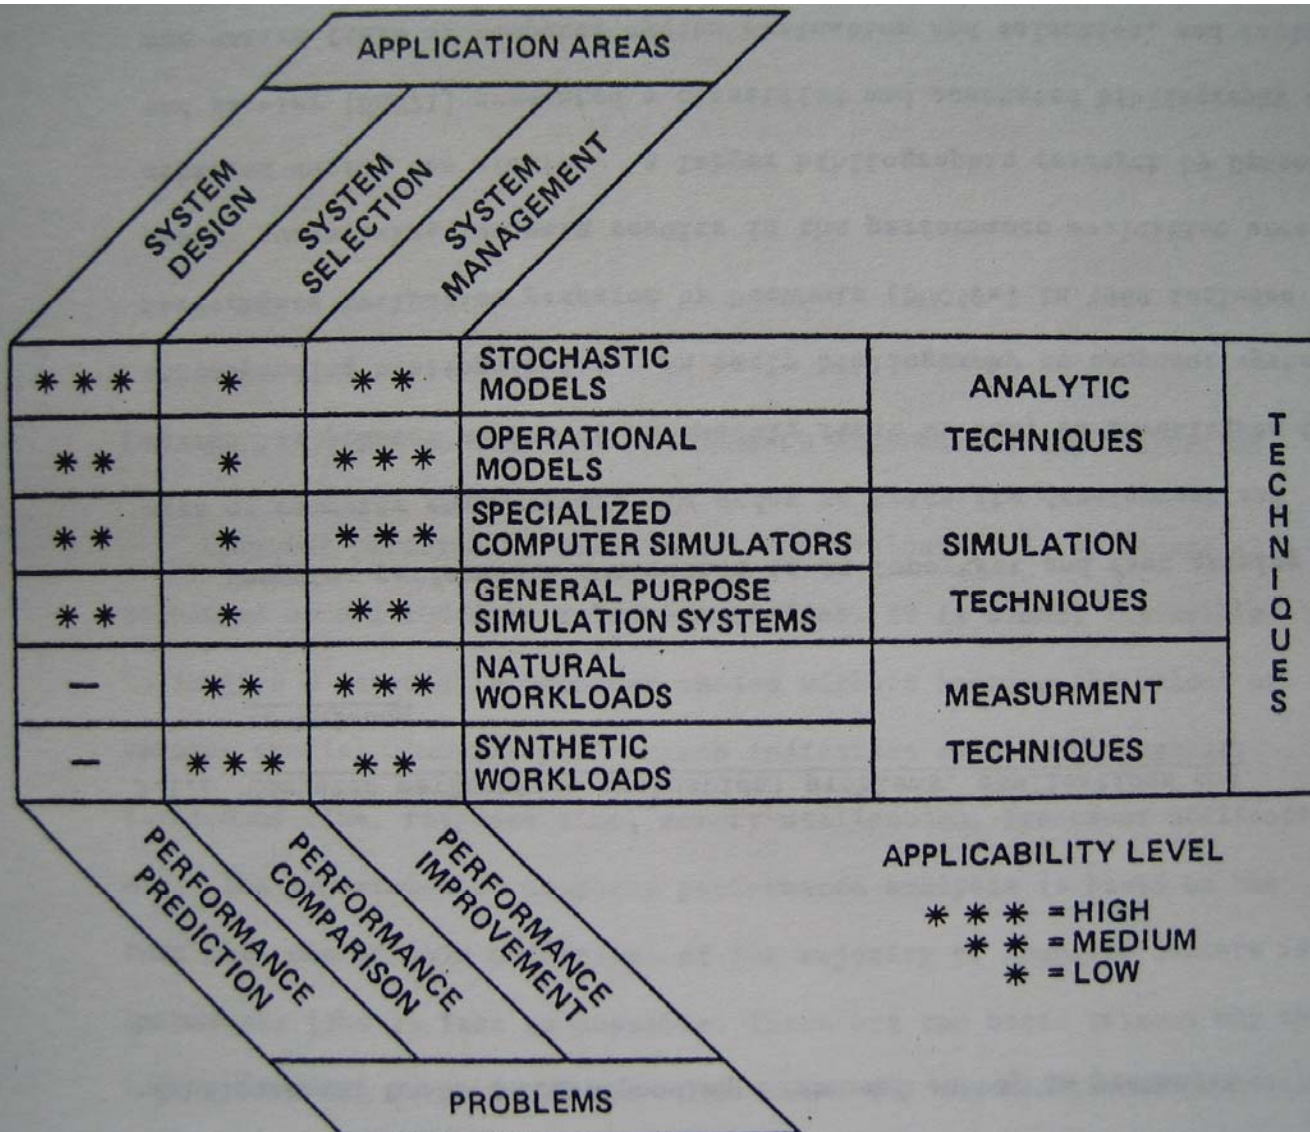 APPLICATION AREAS
SYSTEM
DESIGN
SYSTEM
SELECTION
SYSTEM
MANAGEMENT
* * * * * * STOCHASTIC
MODELS
* * * * * * OPERATIONAL
MODELS
ANALYTIC
TECHNIQUES
* * * * * * SPECIALIZED
COMPUTER SIMULATORS
* * * * * GENERAL PURPOSE
SIMULATION SYSTEMS
SIMULATION
TECHNIQUES
— * * * * * NATURAL
WORKLOADS
— * * * * * SYNTHETIC
WORKLOADS
MEASURMENT
TECHNIQUES
TECHNIQUES
PERFORMANCE
PREDICTION
PERFORMANCE
COMPARISON
PERFORMANCE
IMPROVEMENT
PROBLEMS
APPLICABILITY LEVEL
* * * = HIGH
* * = MEDIUM
* = LOW